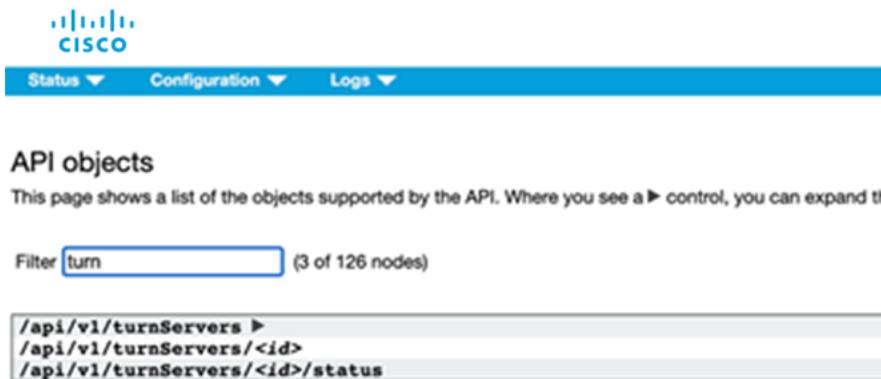 CISCO
Status Configuration Logs
API objects
This page shows a list of the objects supported by the API. Where you see a ▶ control, you can expand
Filter turn (3 of 126 nodes)
/api/v1/turnServers ▶
/api/v1/turnServers/<id>
/api/v1/turnServers/<id>/status